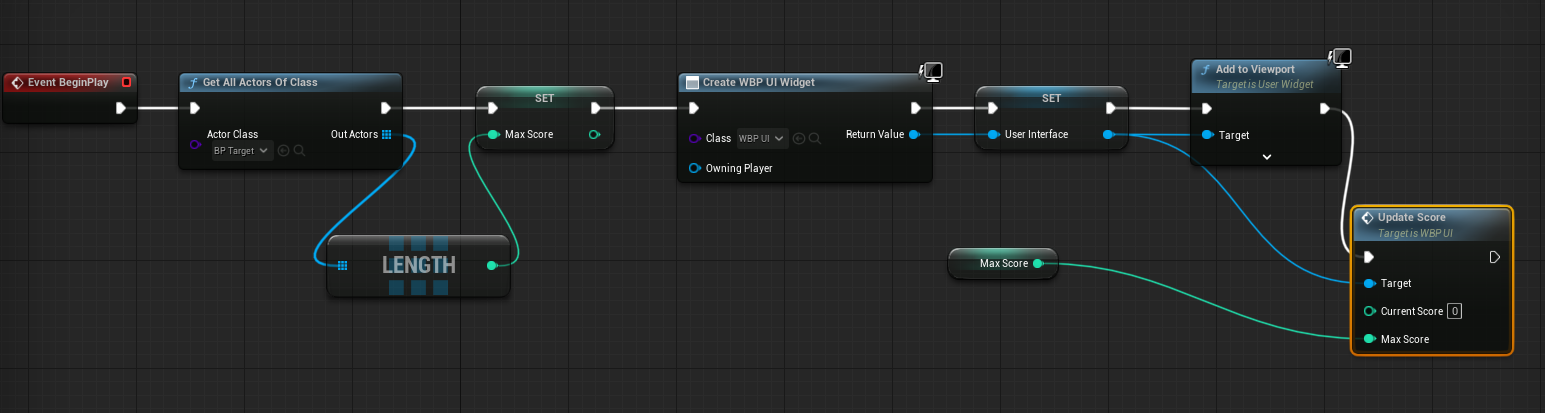 Event BeginPlay
Get All Actors Of Class
Actor Class
BP Target
Out Actors
LENGTH
SET
Max Score
Create WBP UI Widget
Class
WBP UI
Return Value
Owning Player
SET
User Interface
Add to Viewport
Target is User Widget
Target
Max Score
Update Score
Target is WBP UI
Target
Current Score
0
Max Score